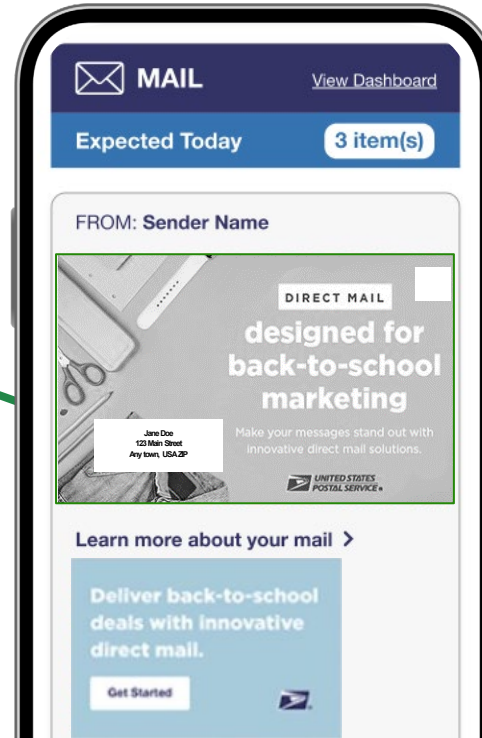 MAIL
View Dashboard
Expected Today
3 item(s)
FROM: Sender Name
DIRECT MAIL
designed for
back-to-school
marketing
Make your messages stand out with
innovative direct mail solutions.
Jane Doe
123 Main Street
Any town, USA ZIP
UNITED STATES
POSTAL SERVICE®
Learn more about your mail >
Deliver back-to-school
deals with innovative
direct mail.
Get Started